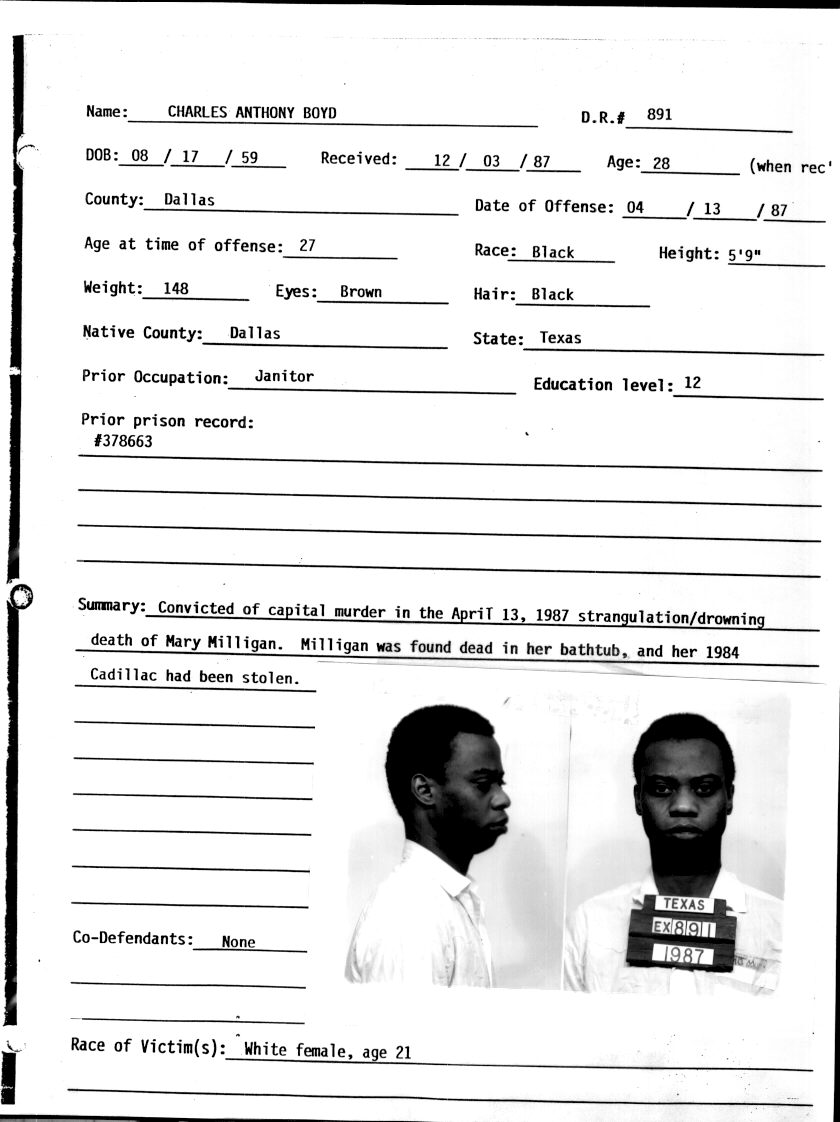 Name: CHARLES ANTHONY BOYD D.R.# 891
DOB: 08 / 17 / 59 Received: 12 / 03 / 87 Age: 28 (when rec'
County: Dallas Date of Offense: 04 / 13 / 87
Age at time of offense: 27 Race: Black Height: 5'9"
Weight: 148 Eyes: Brown Hair: Black
Native County: Dallas State: Texas
Prior Occupation: Janitor Education level: 12
Prior prison record:
#378663
Summary: Convicted of capital murder in the April 13, 1987 strangulation/drowning
death of Mary Milligan. Milligan was found dead in her bathtub, and her 1984
Cadillac had been stolen.
TEXAS
EX891
1987
Co-Defendants: None
Race of Victim(s): White female, age 21